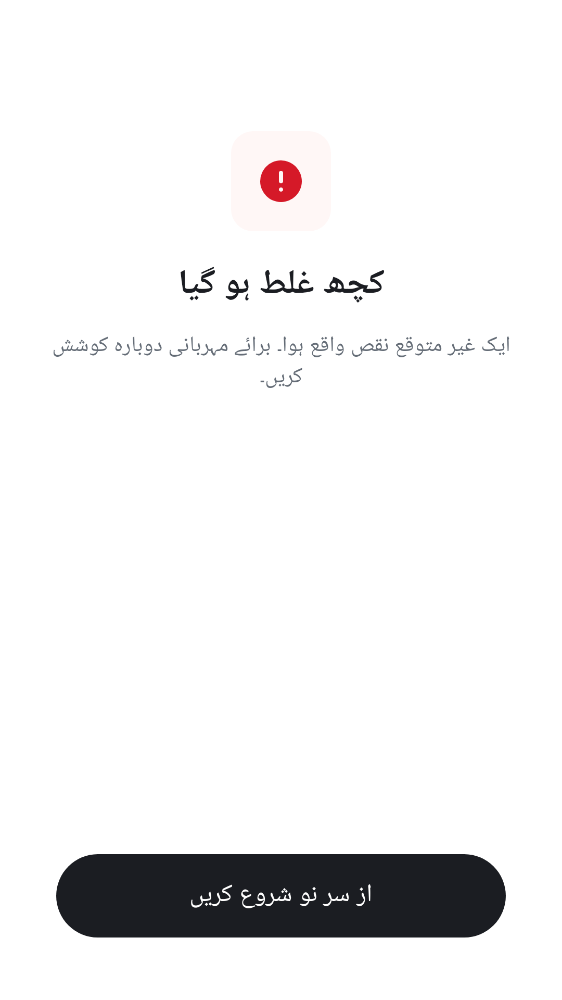 کچھ غلط ہو گیا
ایک غیر متوقع نقص واقع ہوا۔ برائے مہربانی دوبارہ کوشش
کریں۔
از سر نو شروع کریں